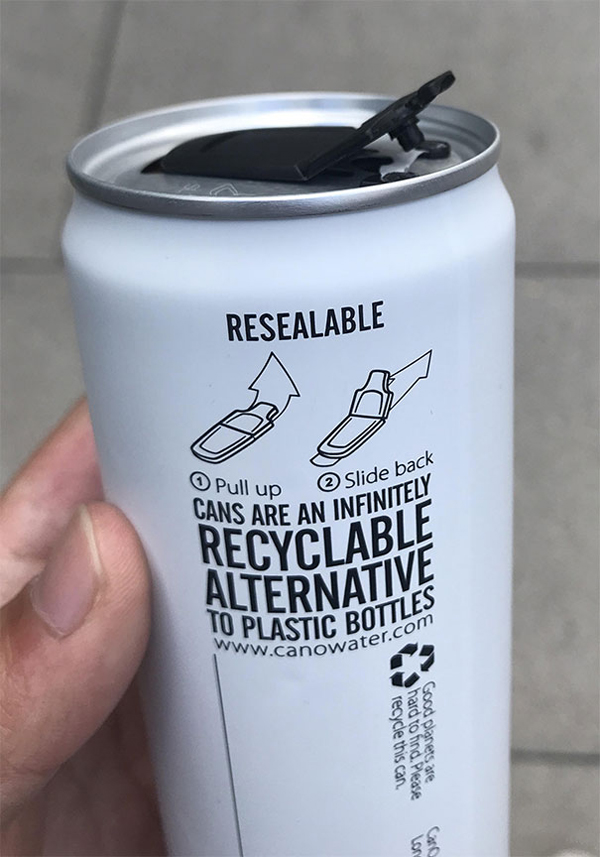 RESEALABLE
1 Pull up
2 Slide back
CANS ARE AN INFINITELY
RECYCLABLE
ALTERNATIVE
TO PLASTIC BOTTLES
www.canowater.com
Good planets are
hard to find. Please
recycle this can.